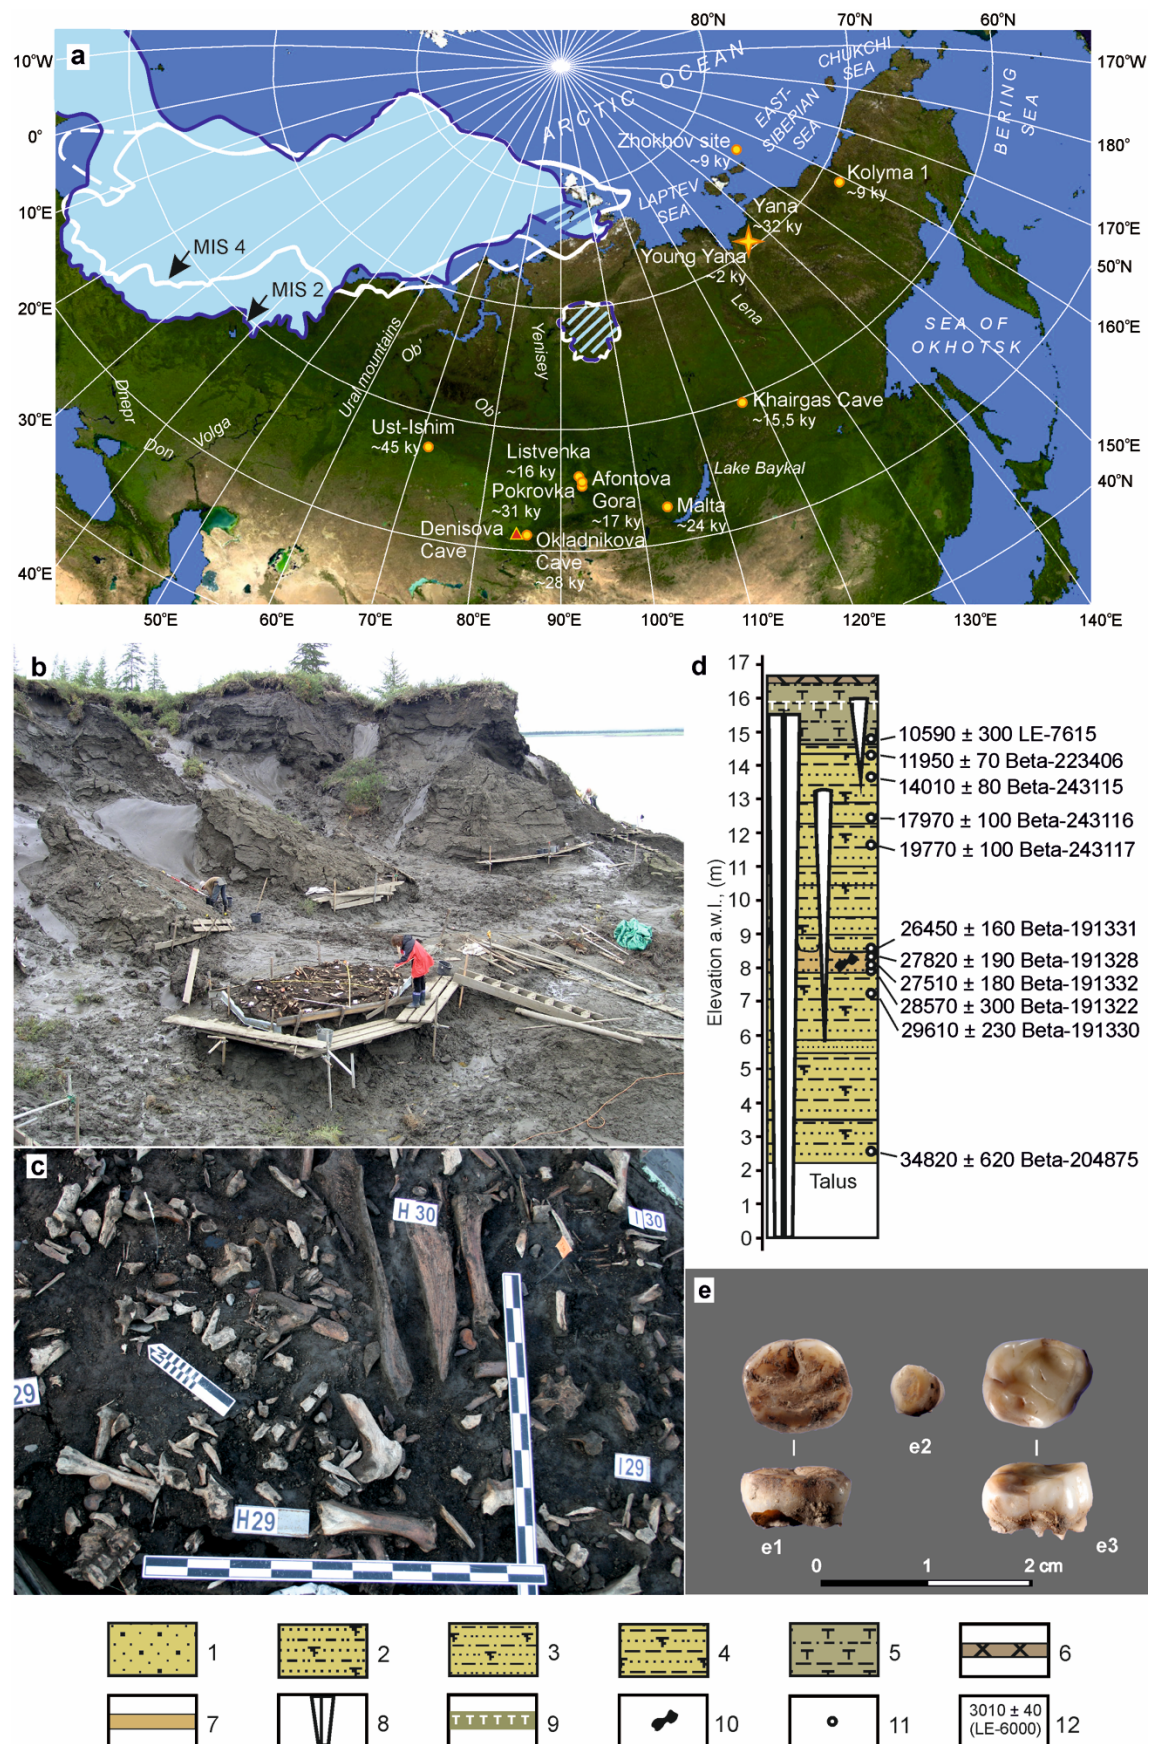 80°N
70°N
60°N
10°W
a
170°W
CHUKCHI
SEA
ARCTIC OCEAN
EAST-
SIBERIAN
SEA
BERING
SEA
0°
180°
Zhokhov site
~9 ky
Kolyma 1
~9 ky
LAPTEV
SEA
?
Yana
~32 ky
10°E
170°E
MIS 4
Young Yana
~2 ky
50°N
MIS 2
20°E
160°E
Lena
SEA OF
OKHOTSK
Ural mountains
Ob'
Yenisey
Dnepr
Don
Volga
Ob'
30°E
Khairgas Cave
~15,5 ky
150°E
Ust-Ishim
~45 ky
Listvenka
~16 ky
Lake Baykal
40°N
Pokrovka
~31 ky
Afontova
Gora
~17 ky
Malta
~24 ky
Denisova
Cave
Okladnikova
Cave
~28 ky
40°E
50°E
60°E
70°E
80°E
90°E
100°E
110°E
120°E
130°E
140°E
b
d
Elevation a.w.l., (m)
17
16
15
14
13
12
11
10
9
8
7
6
5
4
3
2
1
0
10590 ± 300 LE-7615
11950 ± 70 Beta-223406
14010 ± 80 Beta-243115
17970 ± 100 Beta-243116
19770 ± 100 Beta-243117
26450 ± 160 Beta-191331
27820 ± 190 Beta-191328
27510 ± 180 Beta-191332
28570 ± 300 Beta-191322
29610 ± 230 Beta-191330
34820 ± 620 Beta-204875
Talus
c
H 30
I 30
29
N
I29
H29
e
e1
e2
e3
0 1 2 cm
1
2
3
4
5
6
7
8
9
10
11
3010 ± 40
(LE-6000)
12